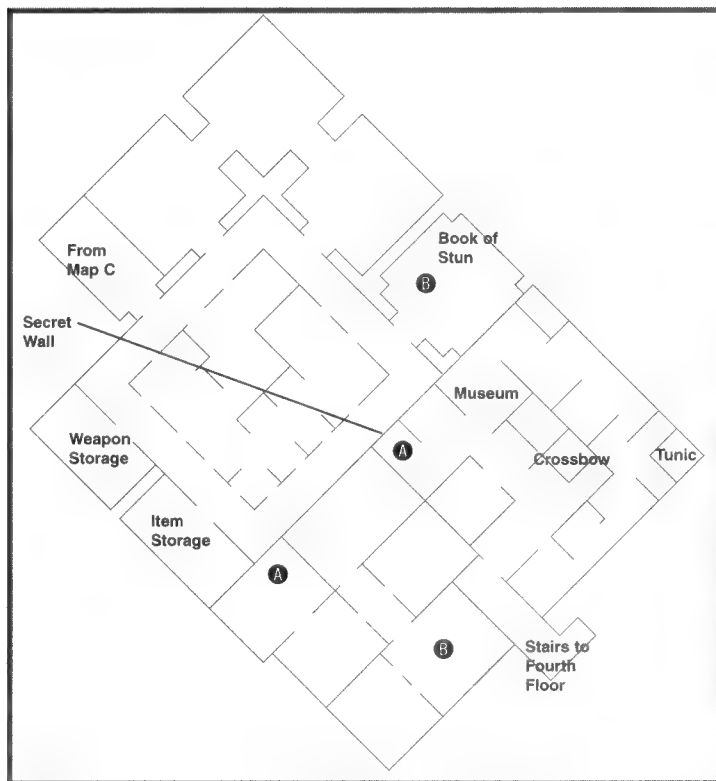 Book of
Stun
B
From
Map C
Secret
Wall
Museum
A
Weapon
Storage
Crossbow
Tunic
Item
Storage
A
B
Stairs to
Fourth
Floor